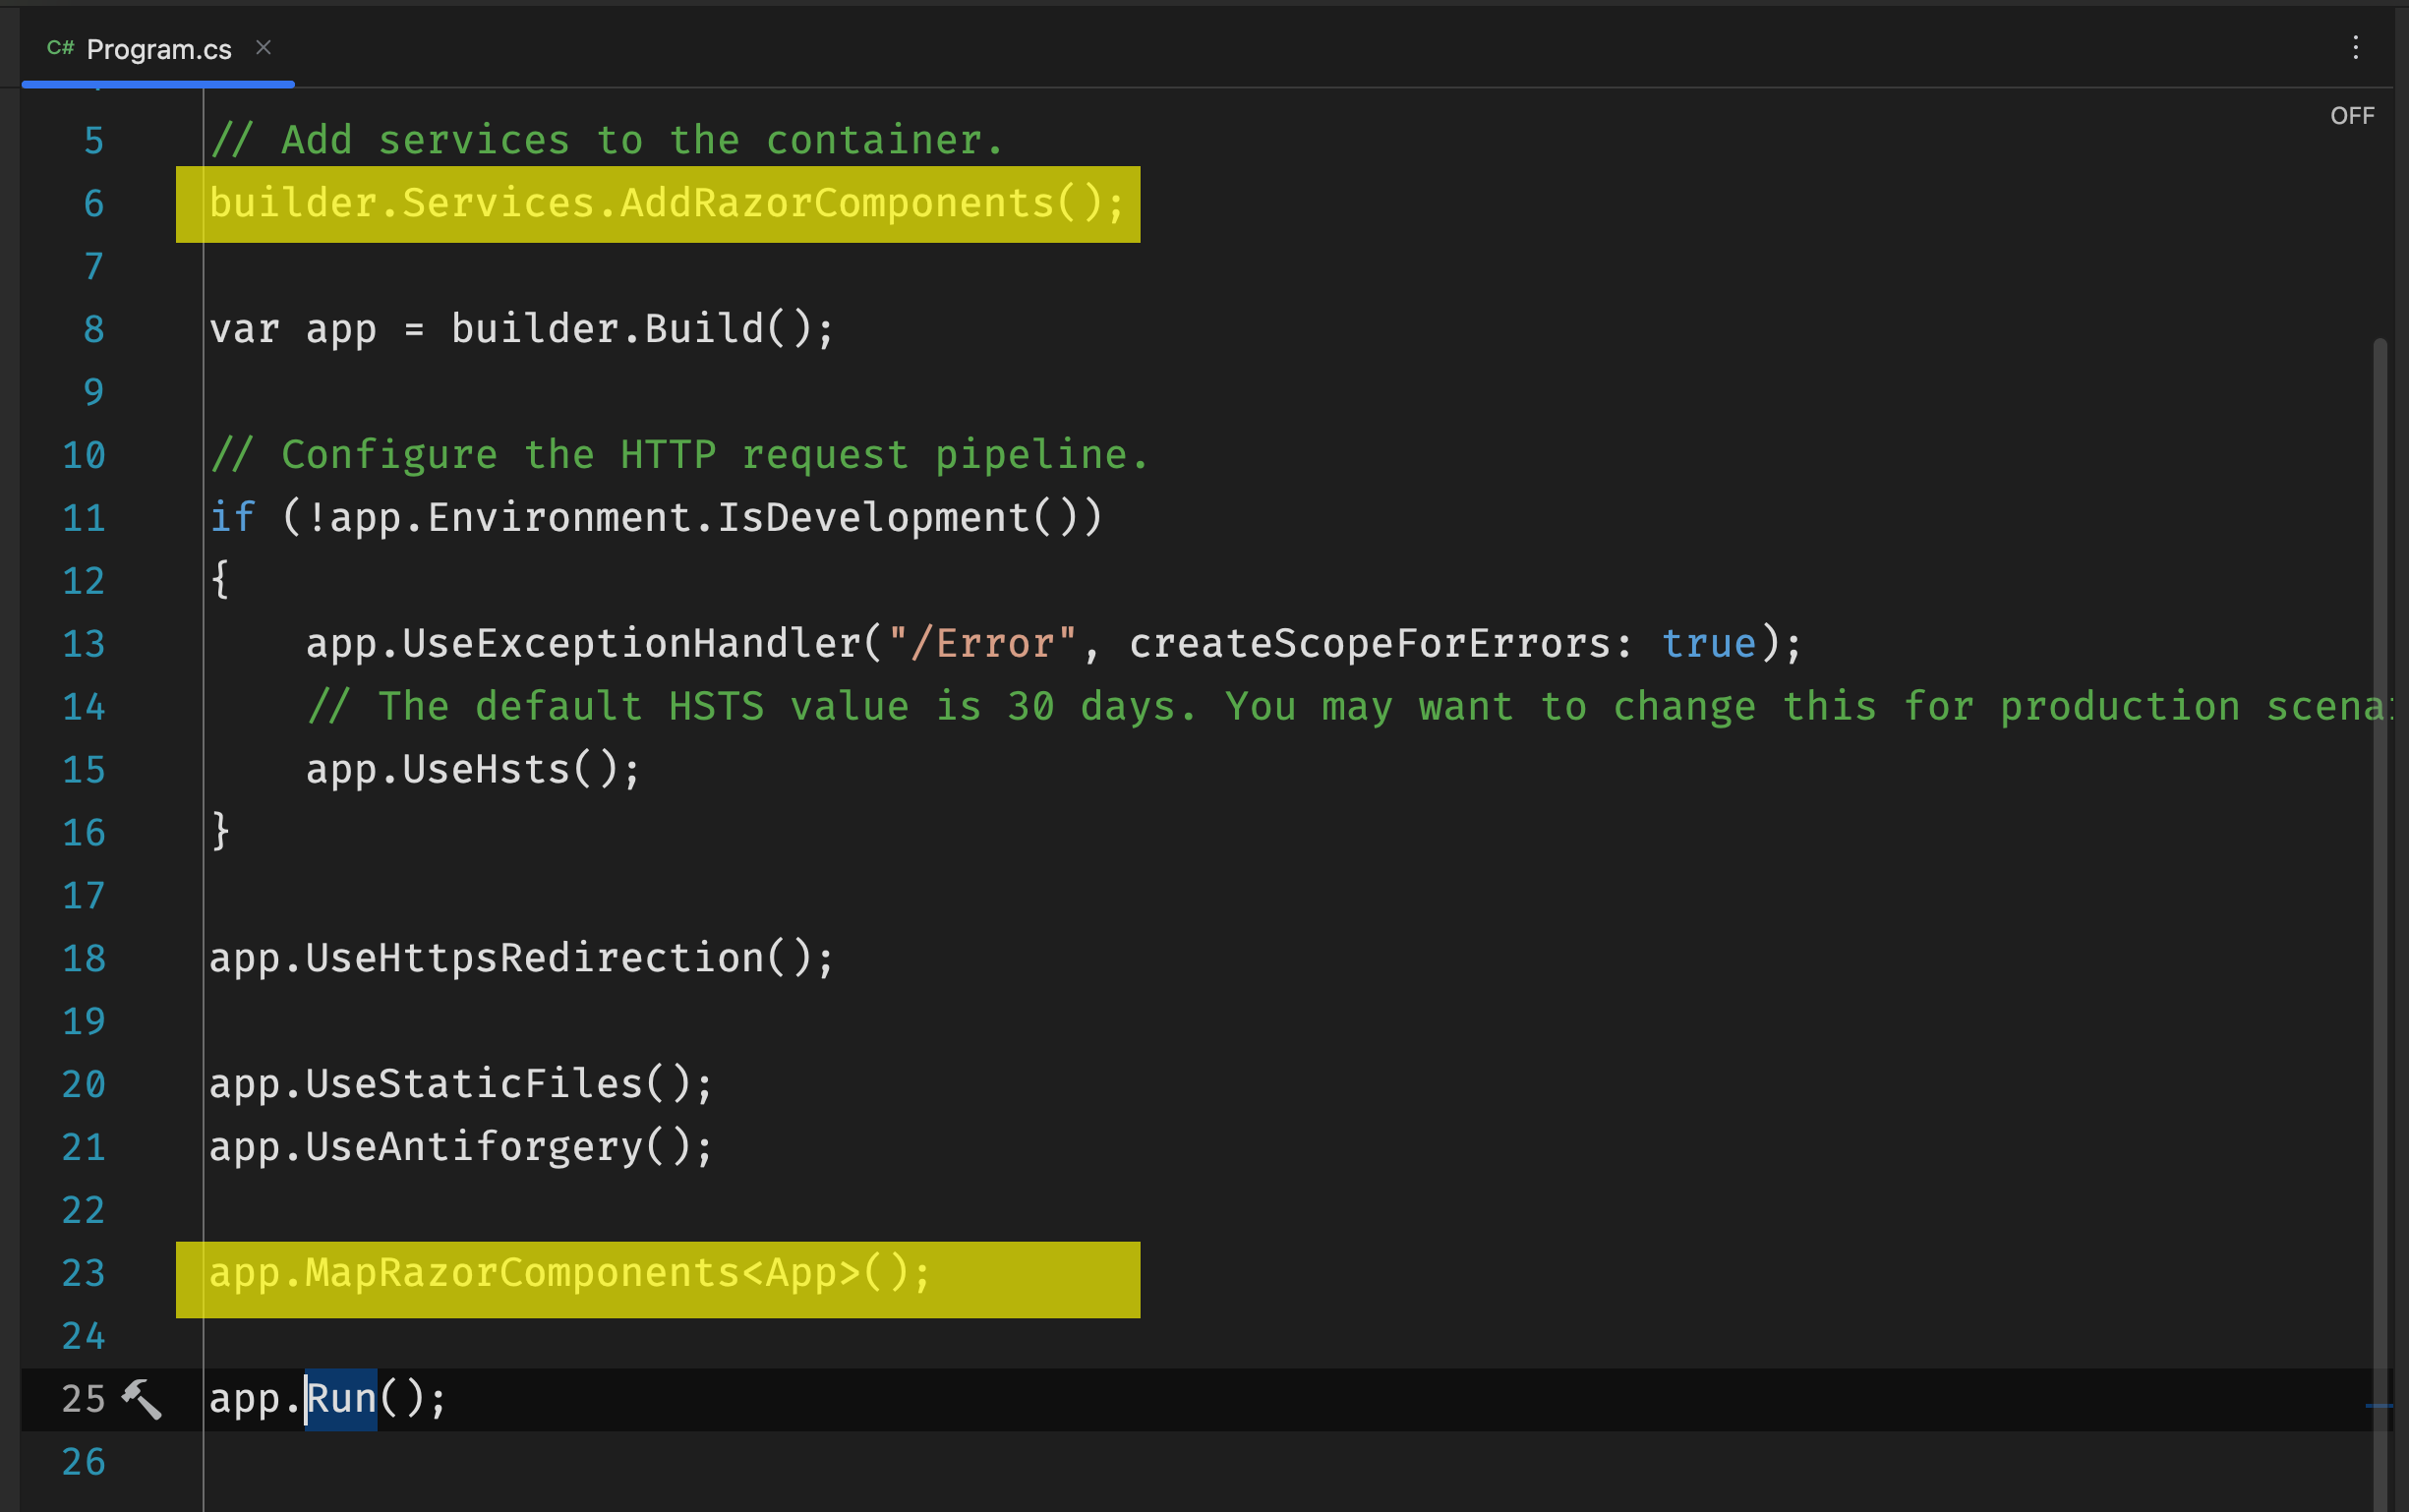 C# Program.cs ×
OFF
5 // Add services to the container.
6 builder.Services.AddRazorComponents();
7
8 var app = builder.Build();
9
10 // Configure the HTTP request pipeline.
11 if (!app.Environment.IsDevelopment())
12 {
13     app.UseExceptionHandler("/Error", createScopeForErrors: true);
14     // The default HSTS value is 30 days. You may want to change this for production
15     app.UseHsts();
16 }
17
18 app.UseHttpsRedirection();
19
20 app.UseStaticFiles();
21 app.UseAntiforgery();
22
23 app.MapRazorComponents<App>();
24
25 app.Run();
26